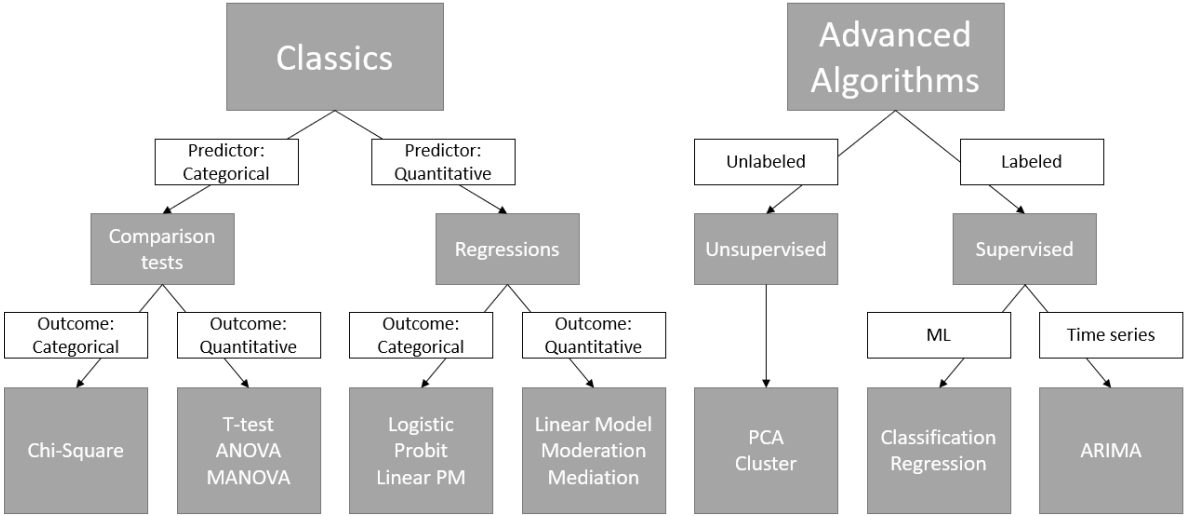 Classics
Advanced
Algorithms
Predictor:
Categorical
Predictor:
Quantitative
Unlabeled
Labeled
Comparison
tests
Regressions
Unsupervised
Supervised
Outcome:
Categorical
Outcome:
Quantitative
Outcome:
Categorical
Outcome:
Quantitative
ML
Time series
Chi-Square
T-test
ANOVA
MANOVA
Logistic
Probit
Linear PM
Linear Model
Moderation
Mediation
PCA
Cluster
Classification
Regression
ARIMA